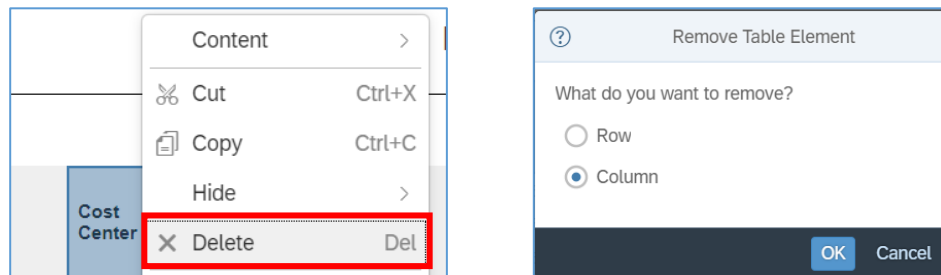 Content
Cut Ctrl+X
Copy Ctrl+C
Hide
Cost
Center
Delete Del
? Remove Table Element
What do you want to remove?
Row
Column
OK Cancel